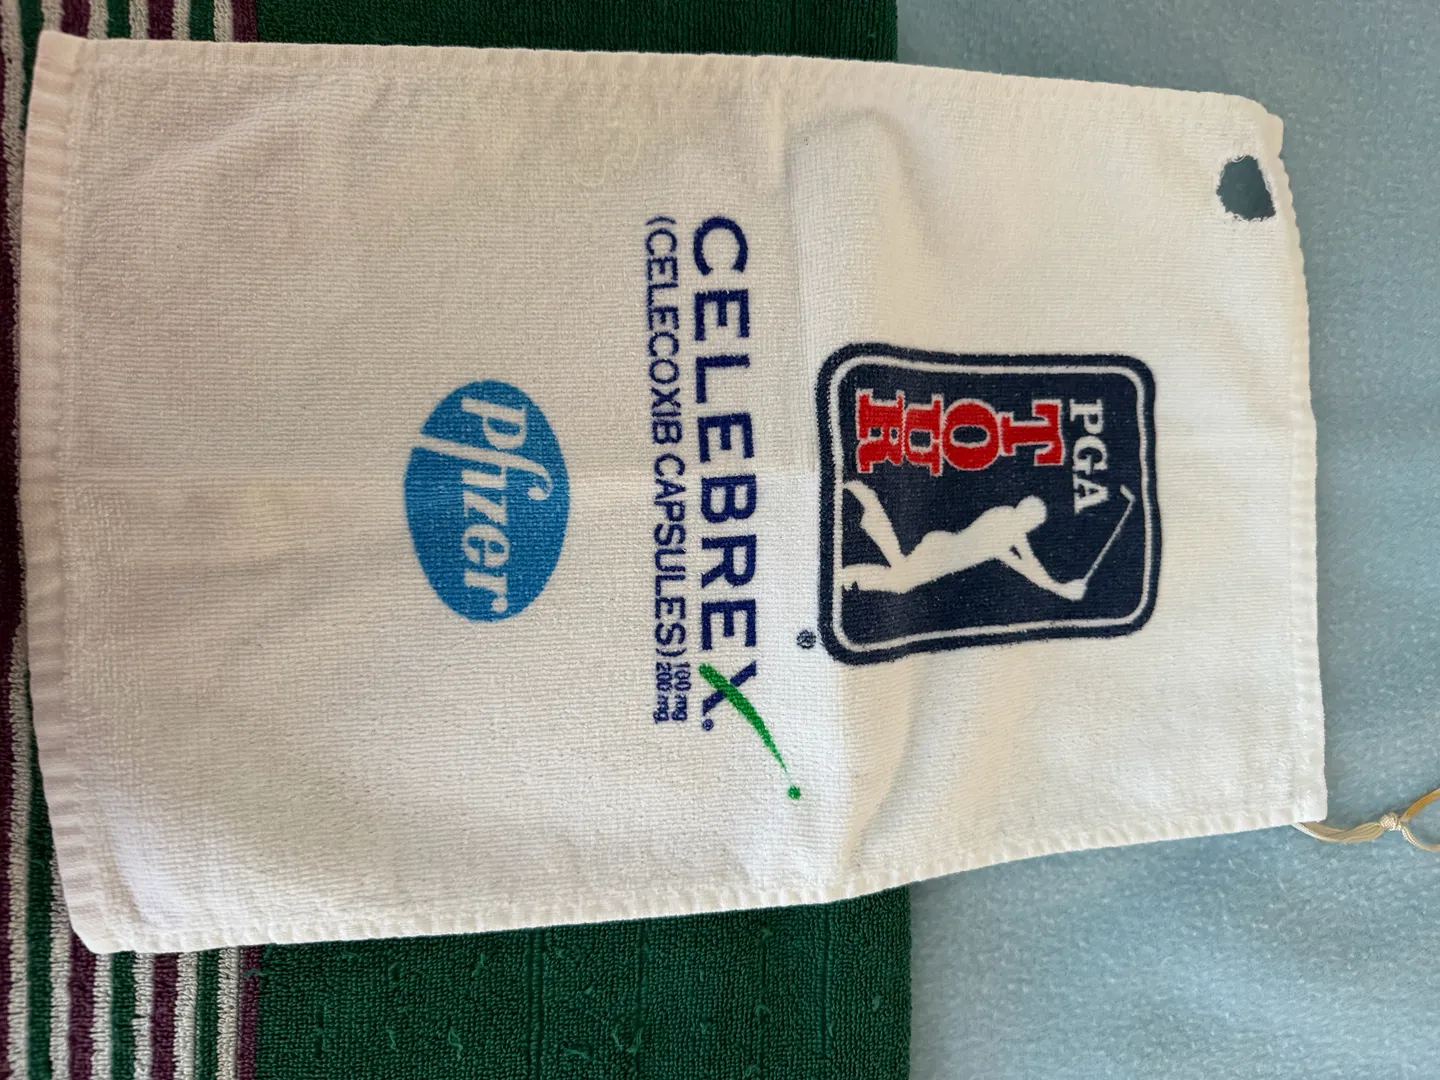 PGA
TOUR
®
CELEBREX®
(CELECOXIB CAPSULES) 100 mg
200 mg
Pfizer